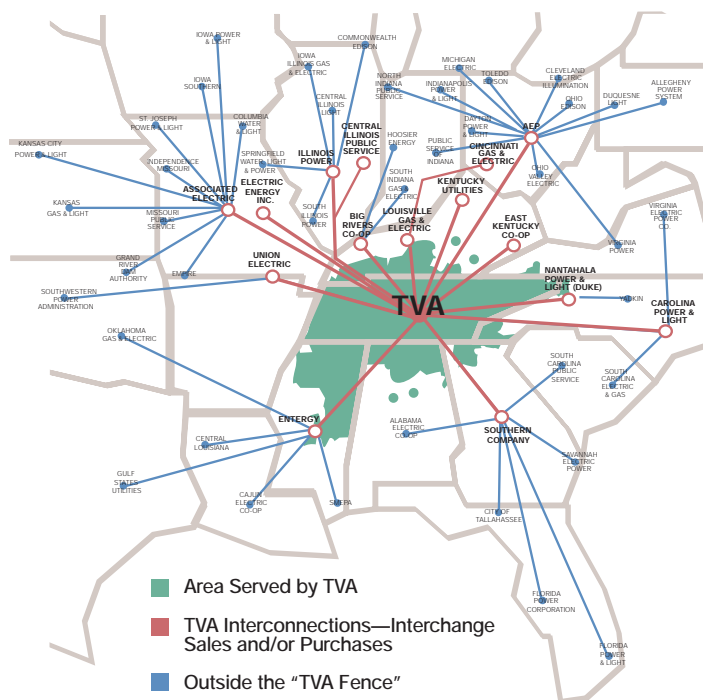 IOWA POWER
& LIGHT
COMMONWEALTH
EDISON
IOWA
ILLINOIS GAS
& ELECTRIC
MICHIGAN
ELECTRIC
NORTH
INDIANA
PUBLIC
SERVICE
INDIANAPOLIS
POWER
& LIGHT
TOLEDO
EDISON
CLEVELAND
ELECTRIC
ILLUMINATION
OHIO
EDISON
DUQUESNE
LIGHT
ALLEGHENY
POWER
SYSTEM
IOWA
SOUTHERN
CENTRAL
ILLINOIS
LIGHT
ST. JOSEPH
POWER & LIGHT
COLUMBIA
WATER
& LIGHT
DAYTON
POWER
& LIGHT
AEP
KANSAS CITY
POWER & LIGHT
INDEPENDENCE
MISSOURI
SPRINGFIELD
WATER, LIGHT
& POWER
ILLINOIS
POWER
CENTRAL
ILLINOIS
PUBLIC
SERVICE
HOOSIER
ENERGY
PUBLIC
SERVICE
INDIANA
CINCINNATI
GAS &
ELECTRIC
OHIO
VALLEY
ELECTRIC
ASSOCIATED
ELECTRIC
ELECTRIC
ENERGY
INC.
SOUTH
INDIANA
GAS &
ELECTRIC
KENTUCKY
UTILITIES
KANSAS
GAS & LIGHT
MISSOURI
PUBLIC
SERVICE
SOUTH
ILLINOIS
POWER
BIG
RIVERS
CO-OP
LOUISVILLE
GAS &
ELECTRIC
EAST
KENTUCKY
CO-OP
VIRGINIA
ELECTRIC
POWER
CO.
VIRGINIA
POWER
GRAND
RIVER
DAM
AUTHORITY
EMPIRE
UNION
ELECTRIC
NANTAHALA
POWER &
LIGHT (DUKE)
YADKIN
CAROLINA
POWER &
LIGHT
SOUTHWESTERN
POWER
ADMINISTRATION
TVA
OKLAHOMA
GAS & ELECTRIC
SOUTH
CAROLINA
PUBLIC
SERVICE
SOUTH
CAROLINA
ELECTRIC
& GAS
ENTERGY
ALABAMA
ELECTRIC
CO-OP
SOUTHERN
COMPANY
CENTRAL
LOUISIANA
SAVANNAH
ELECTRIC
POWER
GULF
STATES
UTILITIES
CAJUN
ELECTRIC
CO-OP
SMEPA
CITY OF
TALLAHASSEE
FLORIDA
POWER
CORPORATION
FLORIDA
POWER
& LIGHT
Area Served by TVA
TVA Interconnections—Interchange
Sales and/or Purchases
Outside the “TVA Fence”